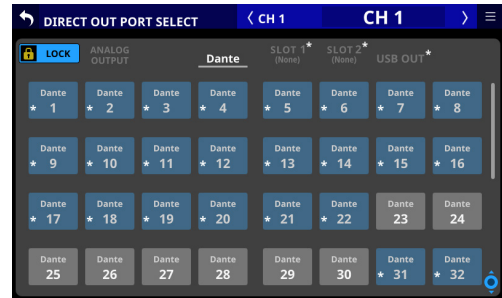 DIRECT OUT PORT SELECT
CH 1
CH 1
LOCK
ANALOG
OUTPUT
Dante
SLOT 1*
(None)
SLOT 2*
(None)
USB OUT*
Dante Dante Dante Dante Dante Dante Dante Dante
* 1 * 2 * 3 * 4 * 5 * 6 * 7 * 8
Dante Dante Dante Dante Dante Dante Dante Dante
* 9 * 10 * 11 * 12 * 13 * 14 * 15 * 16
Dante Dante Dante Dante Dante Dante Dante Dante
* 17 * 18 * 19 * 20 * 21 * 22 23 24
Dante Dante Dante Dante Dante Dante Dante Dante
25 26 27 28 29 30 * 31 * 32